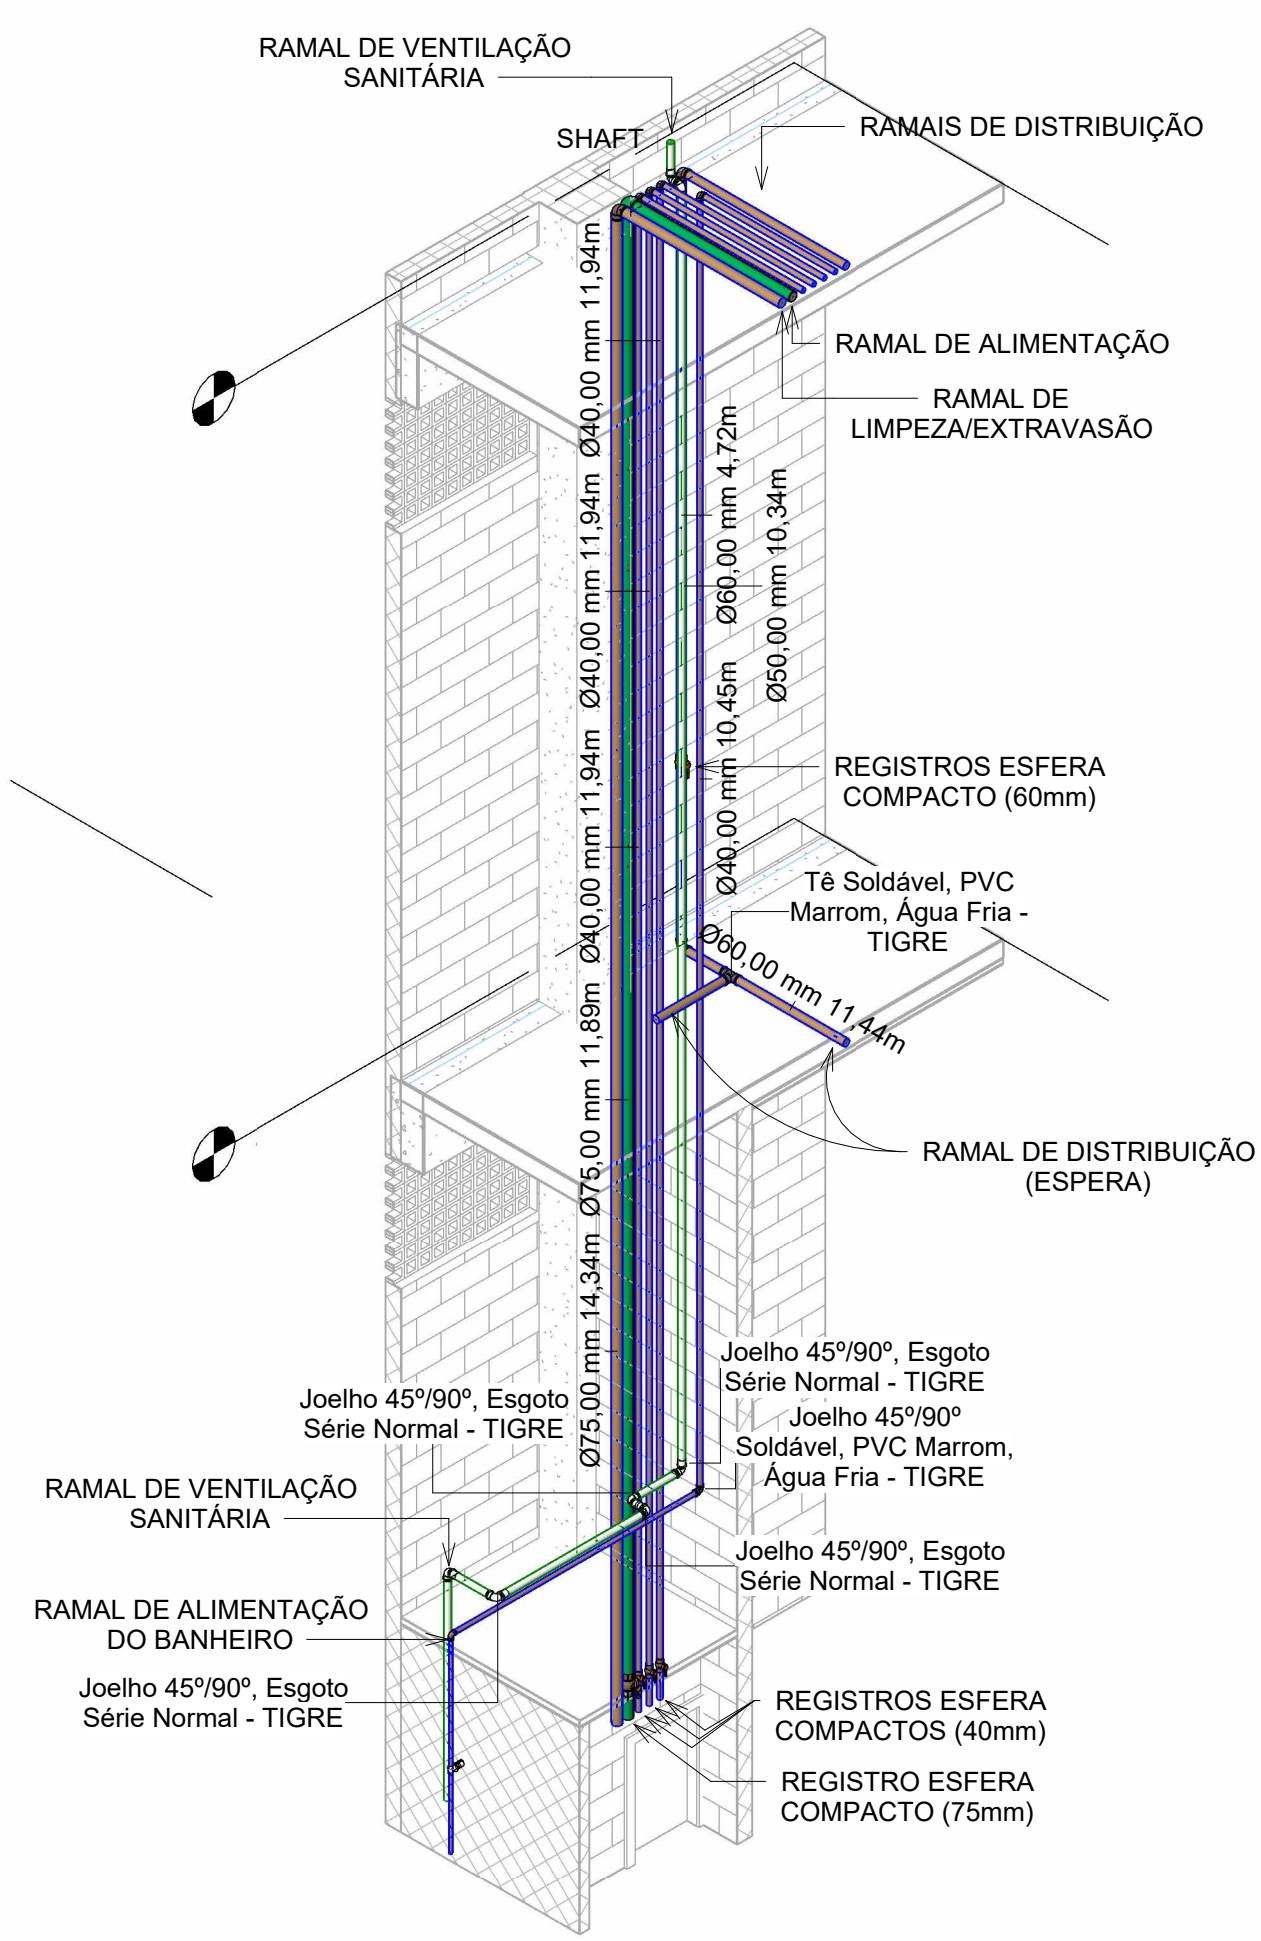 RAMAL DE VENTILAÇÃO
SANITÁRIA
SHAFT
RAMAIS DE DISTRIBUIÇÃO
RAMAL DE ALIMENTAÇÃO
RAMAL DE
LIMPEZA/EXTRAVASÃO
Ø40,00 mm 11,94m
Ø40,00 mm 11,94m
Ø40,00 mm 11,94m
Ø75,00 mm 11,89m
Ø75,00 mm 14,34m
Ø60,00 mm 4,72m
Ø50,00 mm 10,34m
Ø40,00 mm 10,45m
REGISTROS ESFERA
COMPACTO (60mm)
Tê Soldável, PVC
Marrom, Água Fria -
TIGRE
Ø60,00 mm 11,44m
RAMAL DE DISTRIBUIÇÃO
(ESPERA)
Joelho 45º/90º, Esgoto
Série Normal - TIGRE
Joelho 45º/90º, Esgoto
Série Normal - TIGRE
Joelho 45º/90º
Soldável, PVC Marrom,
Água Fria - TIGRE
RAMAL DE VENTILAÇÃO
SANITÁRIA
Joelho 45º/90º, Esgoto
Série Normal - TIGRE
RAMAL DE ALIMENTAÇÃO
DO BANHEIRO
Joelho 45º/90º, Esgoto
Série Normal - TIGRE
REGISTROS ESFERA
COMPACTOS (40mm)
REGISTRO ESFERA
COMPACTO (75mm)